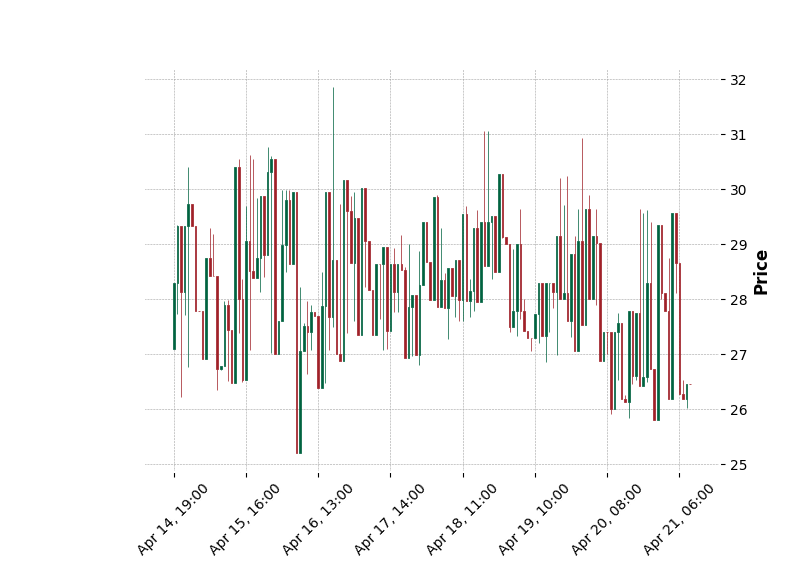 32
31
30
29
28
27
26
25
Price
Apr 14, 19:00
Apr 15, 16:00
Apr 16, 13:00
Apr 17, 14:00
Apr 18, 11:00
Apr 19, 10:00
Apr 20, 08:00
Apr 21, 06:00